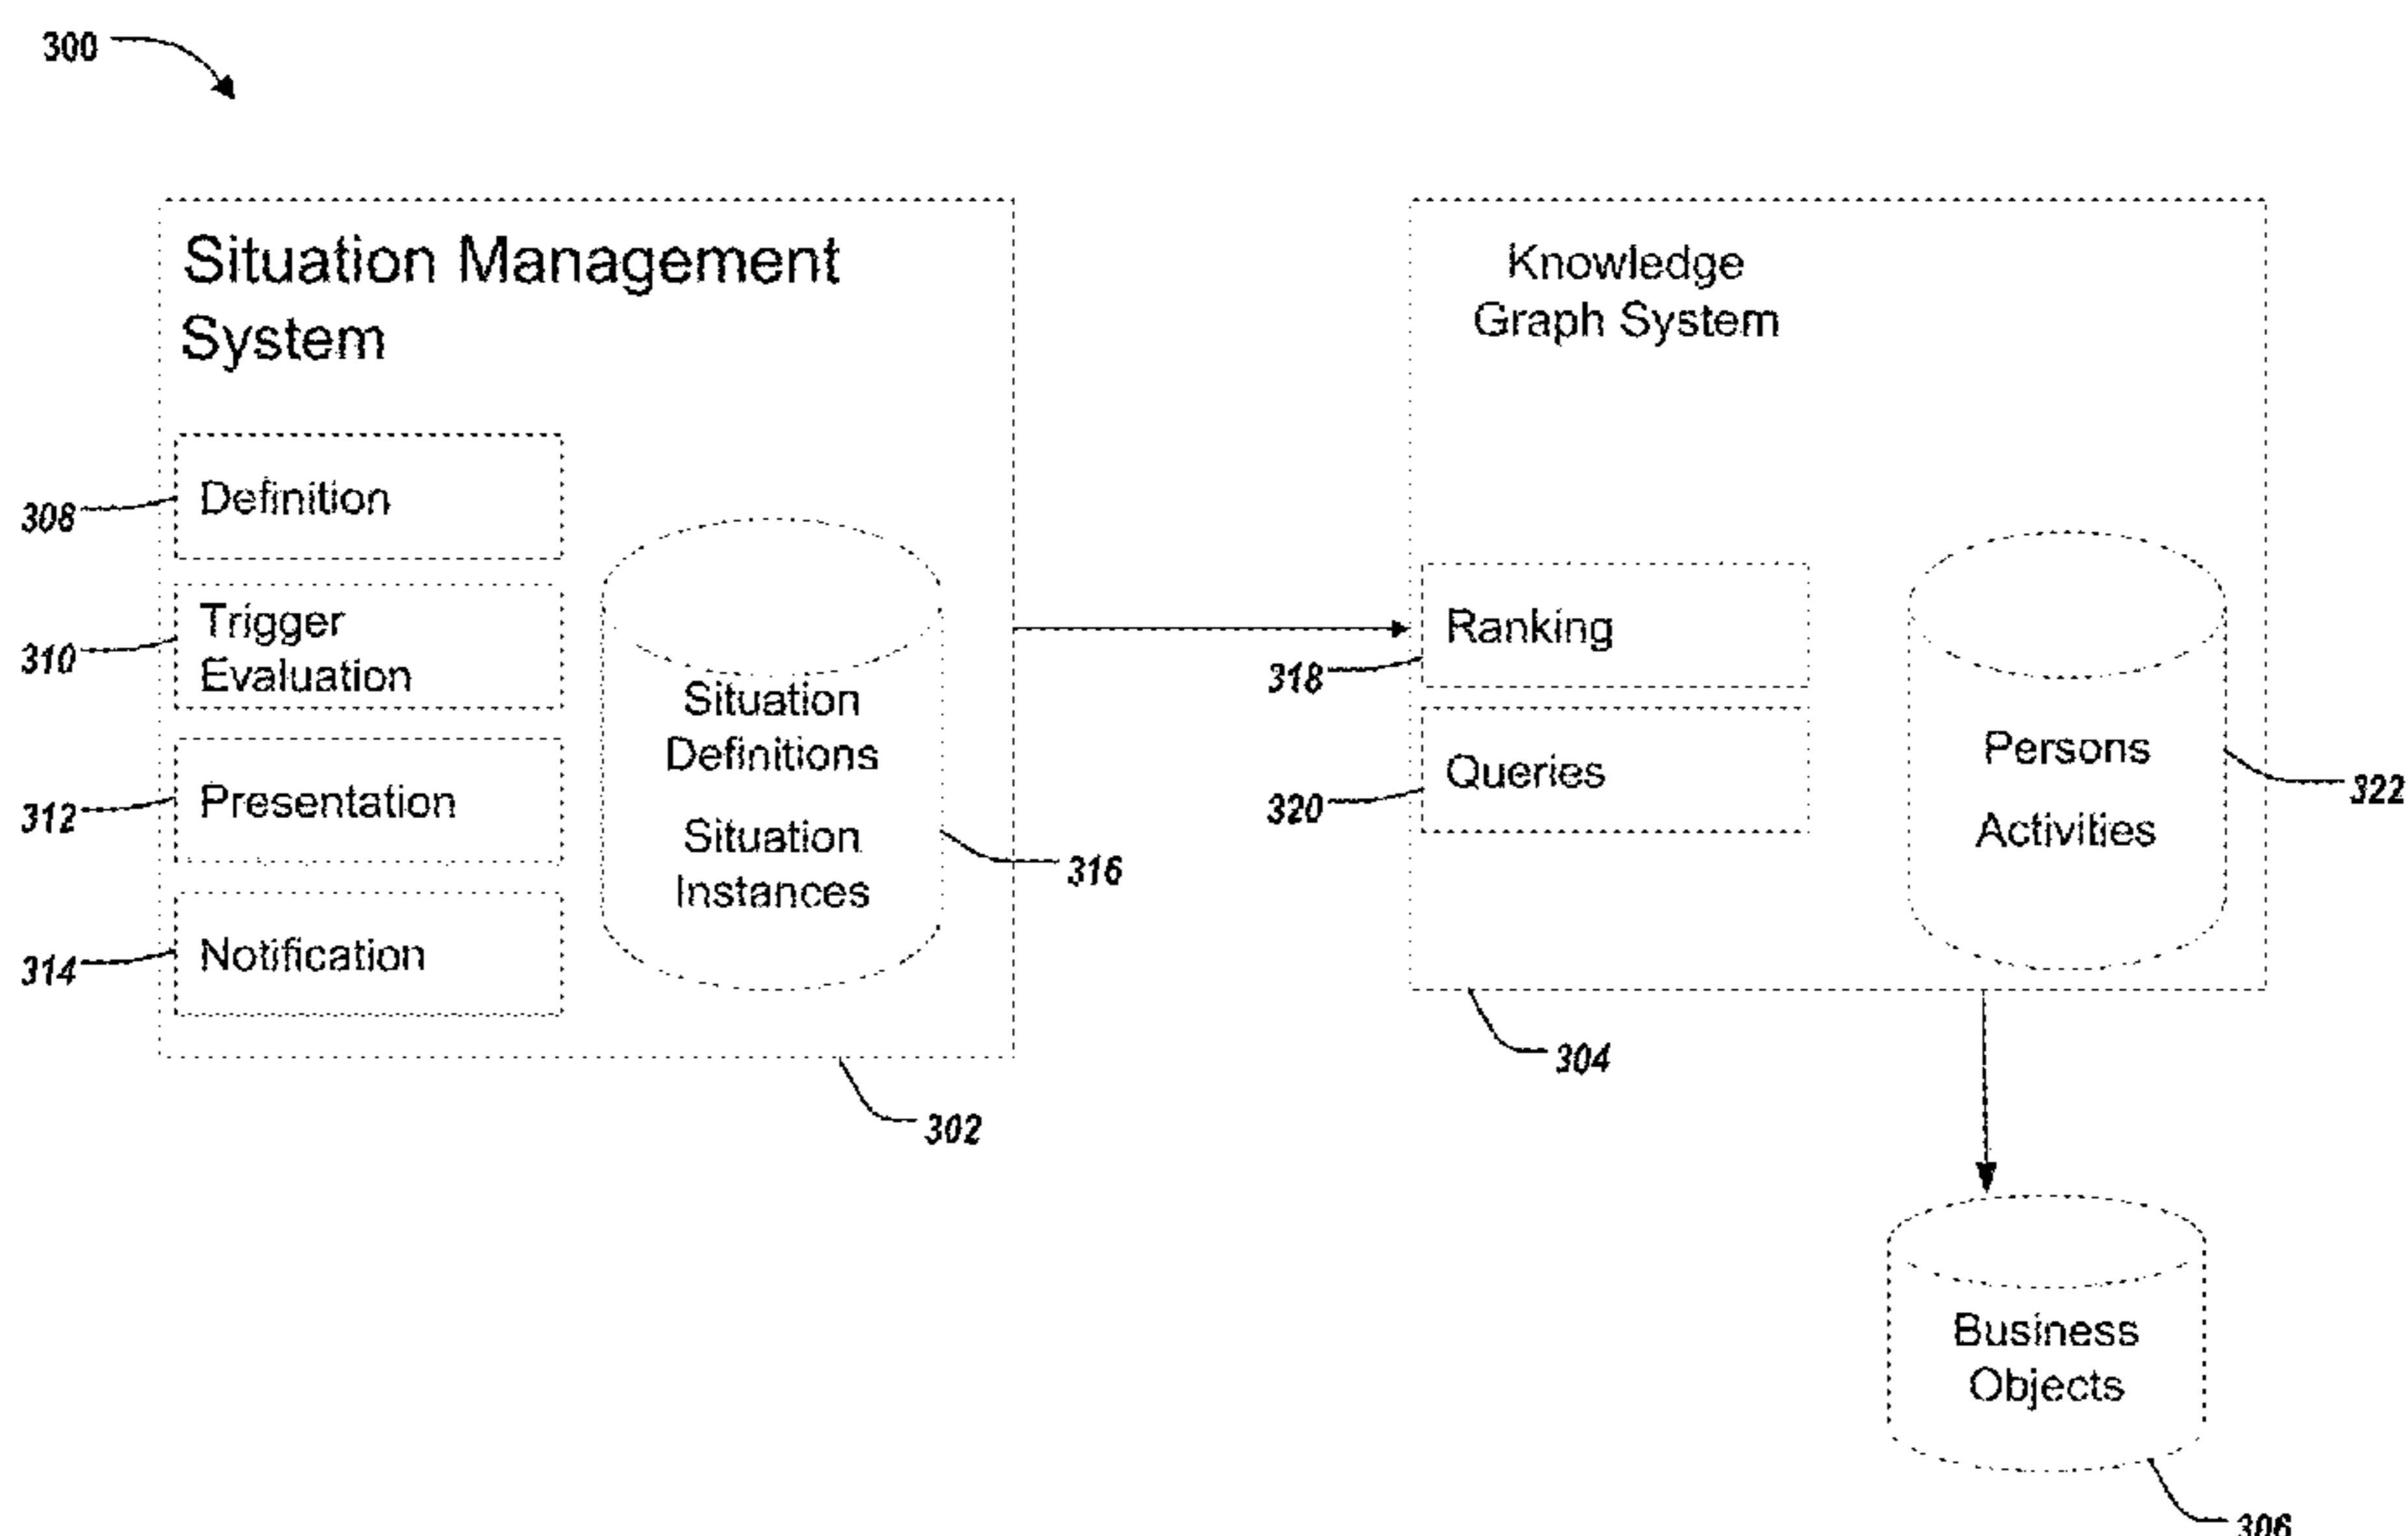 300
Situation Management
System
Definition
308
Trigger
Evaluation
310
Presentation
312
Notification
314
Situation
Definitions
Situation
Instances
316
302
Knowledge
Graph System
Ranking
318
Queries
320
Persons
Activities
322
304
Business
Objects
306